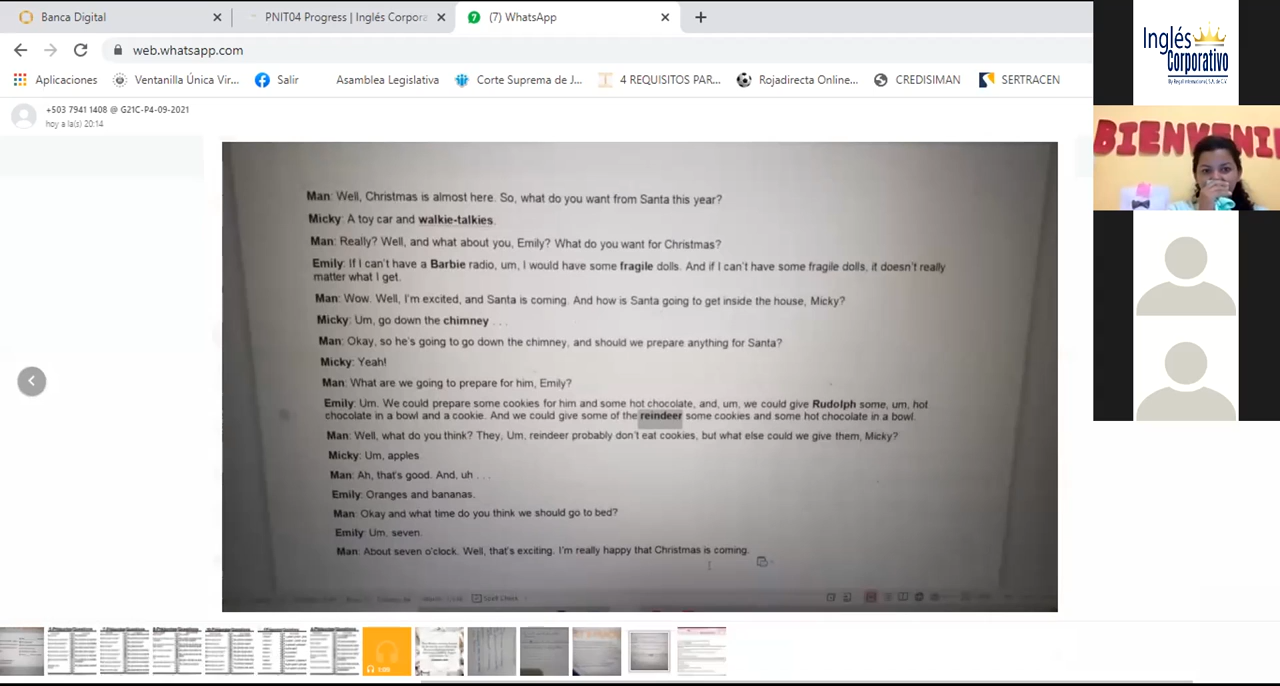 Banca Digital
PNIT04 Progress | Inglés Corpora
(7) WhatsApp
web.whatsapp.com
Aplicaciones
Ventanilla Única Vir...
Salir
Asamblea Legislativa
Corte Suprema de J...
4 REQUISITOS PAR...
Rojadirecta Online...
CREDISIMAN
SERTRACEN
+503 7941 1408 @ G21C-P4-09-2021
hoy a la(s) 20:14
Inglés
Corporativo
BIENVENI
Man: Well, Christmas is almost here. So, what do you want from Santa this year?
Micky: A toy car and walkie-talkies.
Man: Really? Well, and what about you, Emily? What do you want for Christmas?
Emily: If I can't have a Barbie radio, um, I would have some fragile dolls. And if I can't have some fragile dolls, it doesn't really
matter what I get.
Man: Wow. Well, I'm excited, and Santa is coming. And how is Santa going to get inside the house, Micky?
Micky: Um, go down the chimney . . .
Man: Okay, so he's going to go down the chimney, and should we prepare anything for Santa?
Micky: Yeah!
Man: What are we going to prepare for him, Emily?
Emily: Um. We could prepare some cookies for him and some hot chocolate, and, um, we could give Rudolph some, um, hot
chocolate in a bowl and a cookie. And we could give some of the reindeer some cookies and some hot chocolate in a bowl.
Man: Well, what do you think? They, Um, reindeer probably don't eat cookies, but what else could we give them, Micky?
Micky: Um, apples
Man: Ah, that's good. And, uh . . .
Emily: Oranges and bananas.
Man: Okay and what time do you think we should go to bed?
Emily: Um, seven.
Man: About seven o'clock. Well, that's exciting. I'm really happy that Christmas is coming.